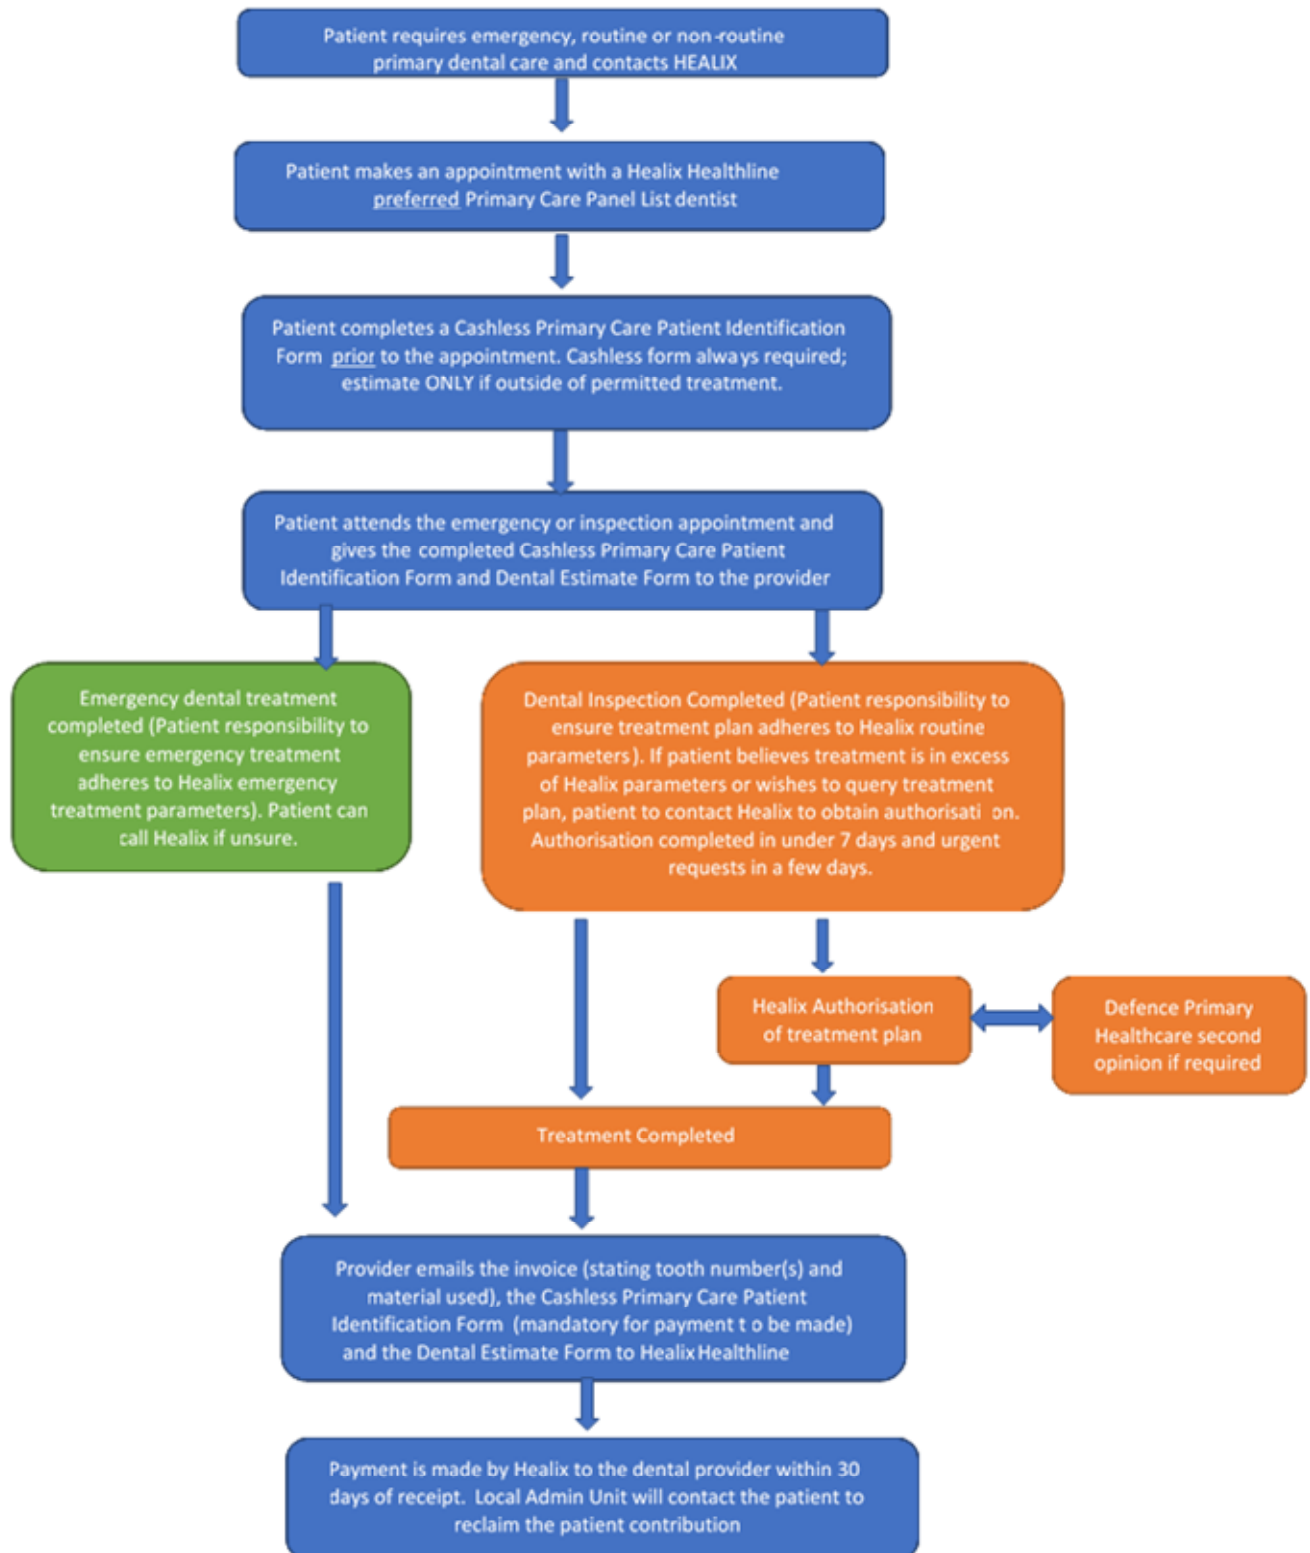 Patient requires emergency, routine or non-routine
primary dental care and contacts HEALIX
Patient makes an appointment with a Healix Healthline
preferred Primary Care Panel List dentist
Patient completes a Cashless Primary Care Patient Identification
Form prior to the appointment. Cashless form always required;
estimate ONLY if outside of permitted treatment.
Patient attends the emergency or inspection appointment and
gives the completed Cashless Primary Care Patient
Identification Form and Dental Estimate Form to the provider
Emergency dental treatment
completed (Patient responsibility to
ensure emergency treatment
adheres to Healix emergency
treatment parameters). Patient can
call Healix if unsure.
Dental Inspection Completed (Patient responsibility to
ensure treatment plan adheres to Healix routine
parameters). If patient believes treatment is in excess
of Healix parameters or wishes to query treatment
plan, patient to contact Healix to obtain authorisation.
Authorisation completed in under 7 days and urgent
requests in a few days.
Healix Authorisation
of treatment plan
Defence Primary
Healthcare second
opinion if required
Treatment Completed
Provider emails the invoice (stating tooth number(s) and
material used), the Cashless Primary Care Patient
Identification Form (mandatory for payment to be made)
and the Dental Estimate Form to Healix Healthline
Payment is made by Healix to the dental provider within 30
days of receipt. Local Admin Unit will contact the patient to
reclaim the patient contribution